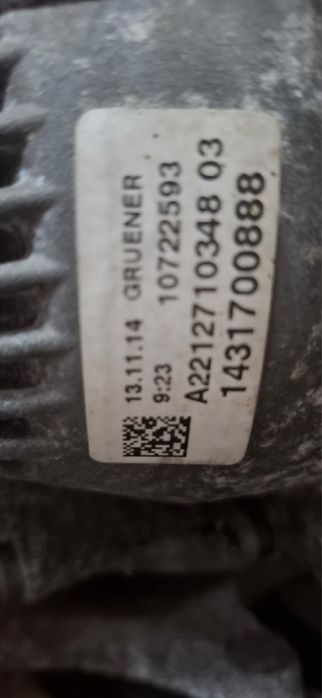 13.11.14 GRUENER
9:23 10722593
A2212710348 03
1431700888